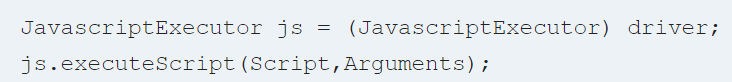 JavascriptExecutor js = (JavascriptExecutor) driver;
js.executeScript(Script,Arguments);